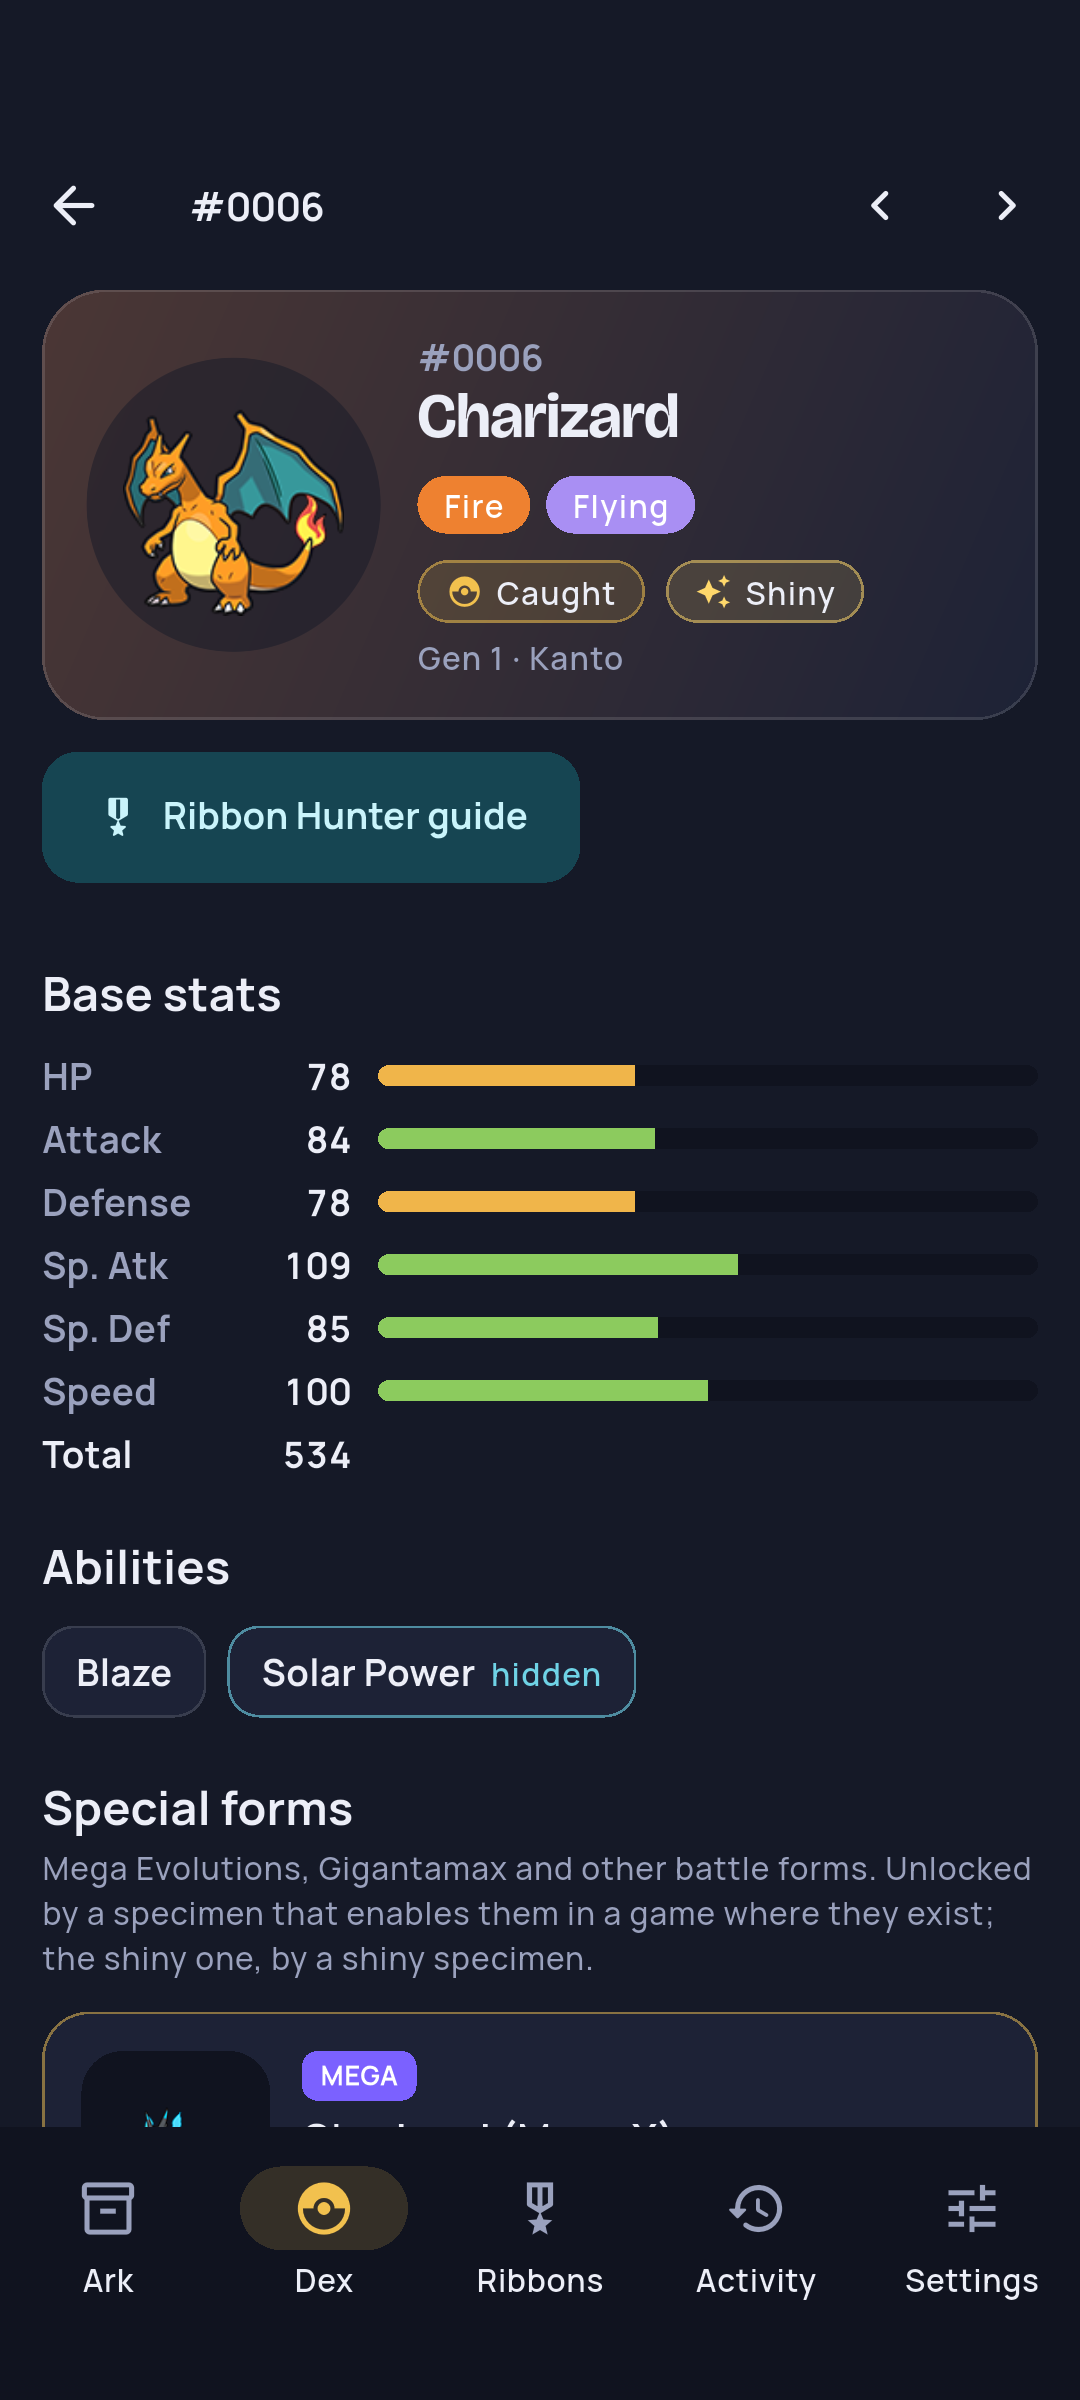 #0006
#0006
Charizard
Fire Flying
Caught Shiny
Gen 1 · Kanto
Ribbon Hunter guide
Base stats
HP 78
Attack 84
Defense 78
Sp. Atk 109
Sp. Def 85
Speed 100
Total 534
Abilities
Blaze Solar Power hidden
Special forms
Mega Evolutions, Gigantamax and other battle forms. Unlocked
by a specimen that enables them in a game where they exist;
the shiny one, by a shiny specimen.
MEGA
Ark Dex Ribbons Activity Settings